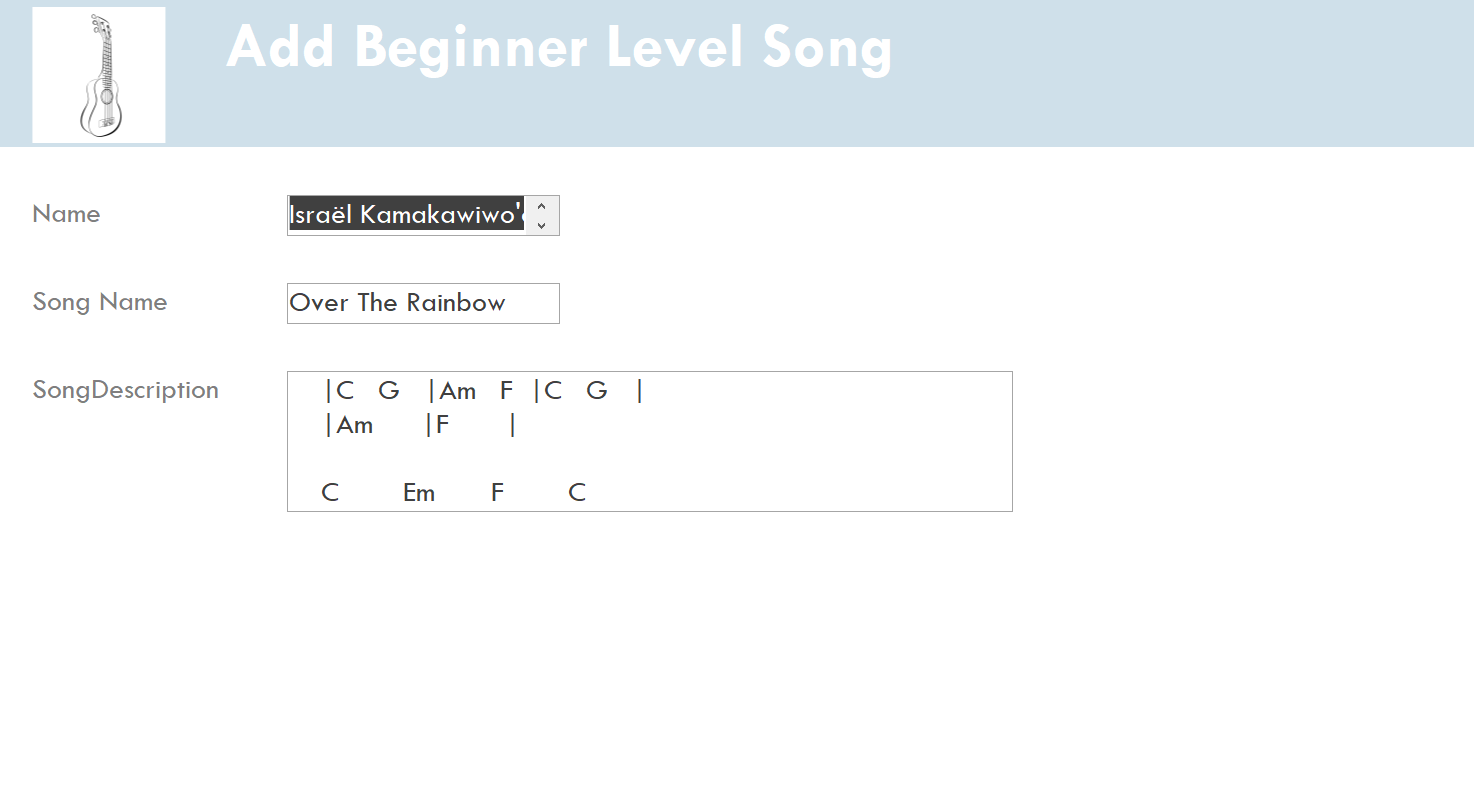 Add Beginner Level Song
Name
Israël Kamakawiwo'
Song Name
Over The Rainbow
SongDescription
|C G |Am F |C G |
|Am |F |
C Em F C